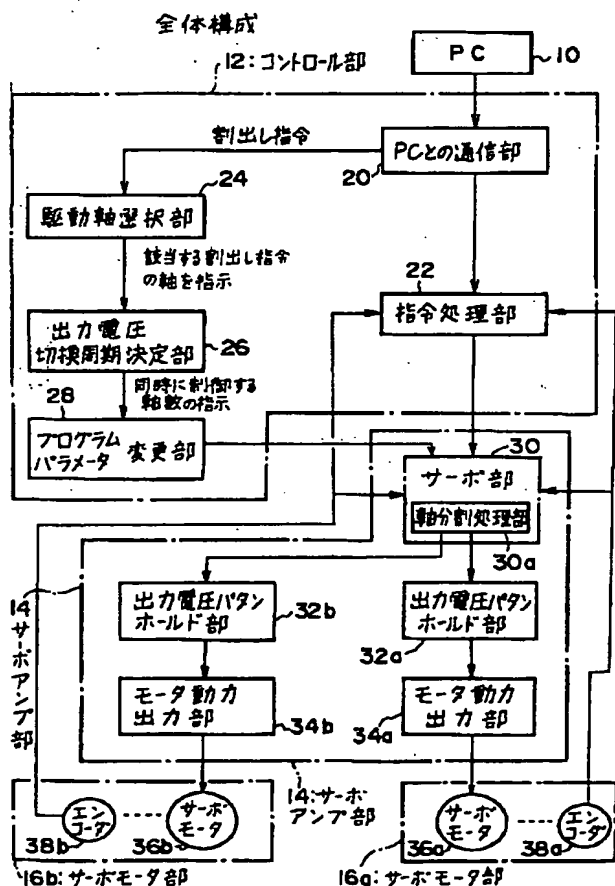 全体構成
12:コントロール部
PC
10
割出し指令
PCとの通信部
20
24
駆動軸選択部
該当する割出し指令
の軸を指示
22
指令処理部
出力電圧
切換周期決定部
26
同時に制御する
軸数の指示
28
プログラム
パラメータ
変更部
30
サーボ部
軸分割処理部
30a
14
サーボアンプ部
出力電圧パタン
ホールド部
32b
出力電圧パタン
ホールド部
32a
モータ動力
出力部
34b
モータ動力
出力部
34a
14:サーボ
アンプ部
エン
コーダ
38b
サーボ
モータ
36b
サーボ
モータ
36a
エン
コーダ
38a
16b:サーボモータ部
16a:サーボモータ部